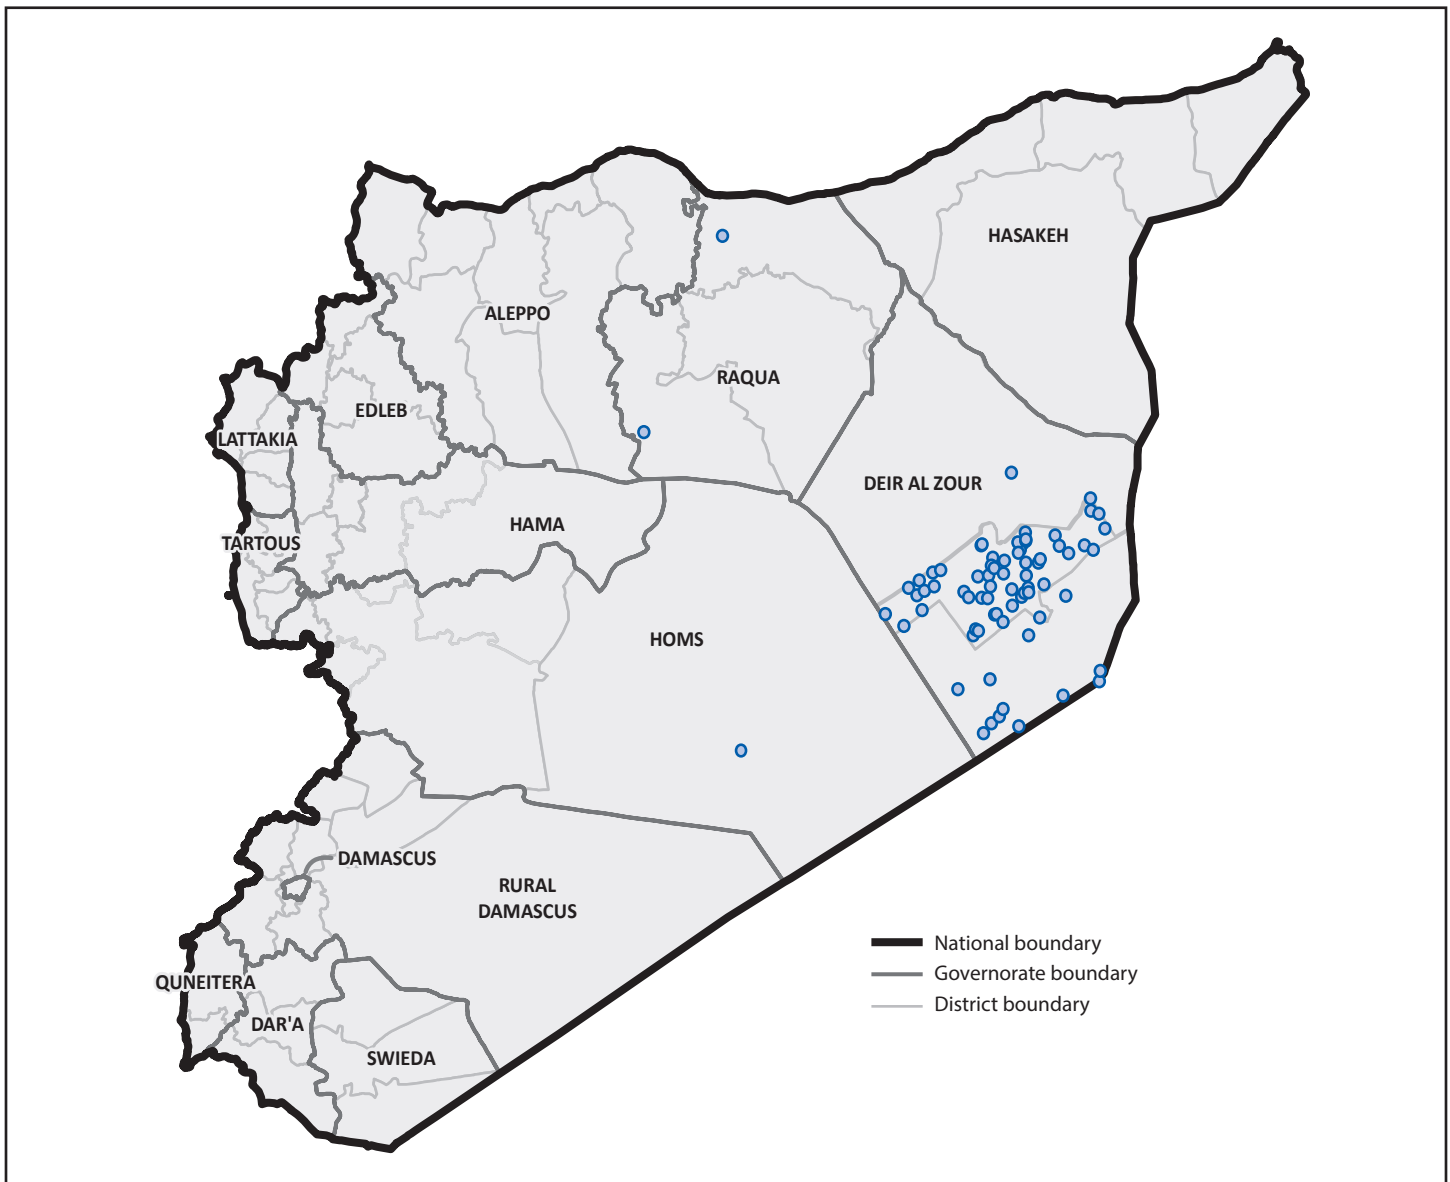 HASAKEH
ALEPPO
RAQUA
EDLEB
LATTAKIA
DEIR AL ZOUR
HAMA
TARTOUS
HOMS
DAMASCUS
RURAL
DAMASCUS
National boundary
Governorate boundary
QUNEITERA
District boundary
DAR'A
SWIEDA